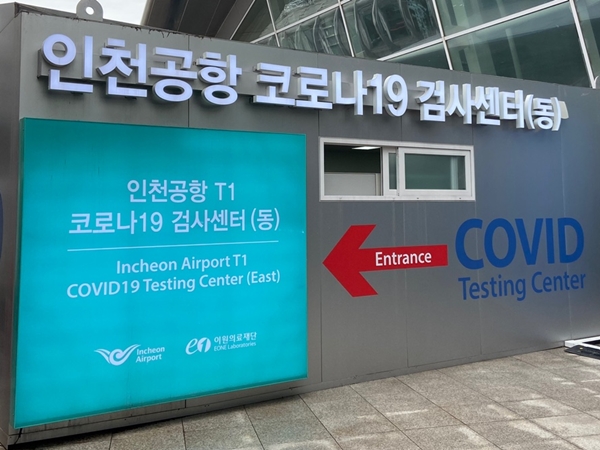 인천공항 코로나19 검사센터(동)
인천공항 T1
코로나19 검사센터 (동)
Incheon Airport T1
COVID19 Testing Center (East)
Incheon
Airport
이원의료재단
EONE Laboratories
Entrance
COVID
Testing Center